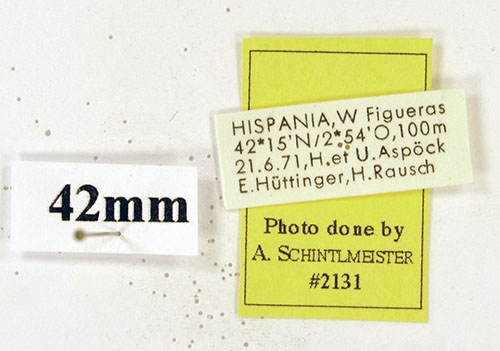 42mm
HISPANIA,W Figueras
42*15'N/2*54'O,100m
21.6.71,H.et U.Aspöck
E.Hüttinger,H.Rausch
Photo done by
A. SCHINTLMEISTER
#2131